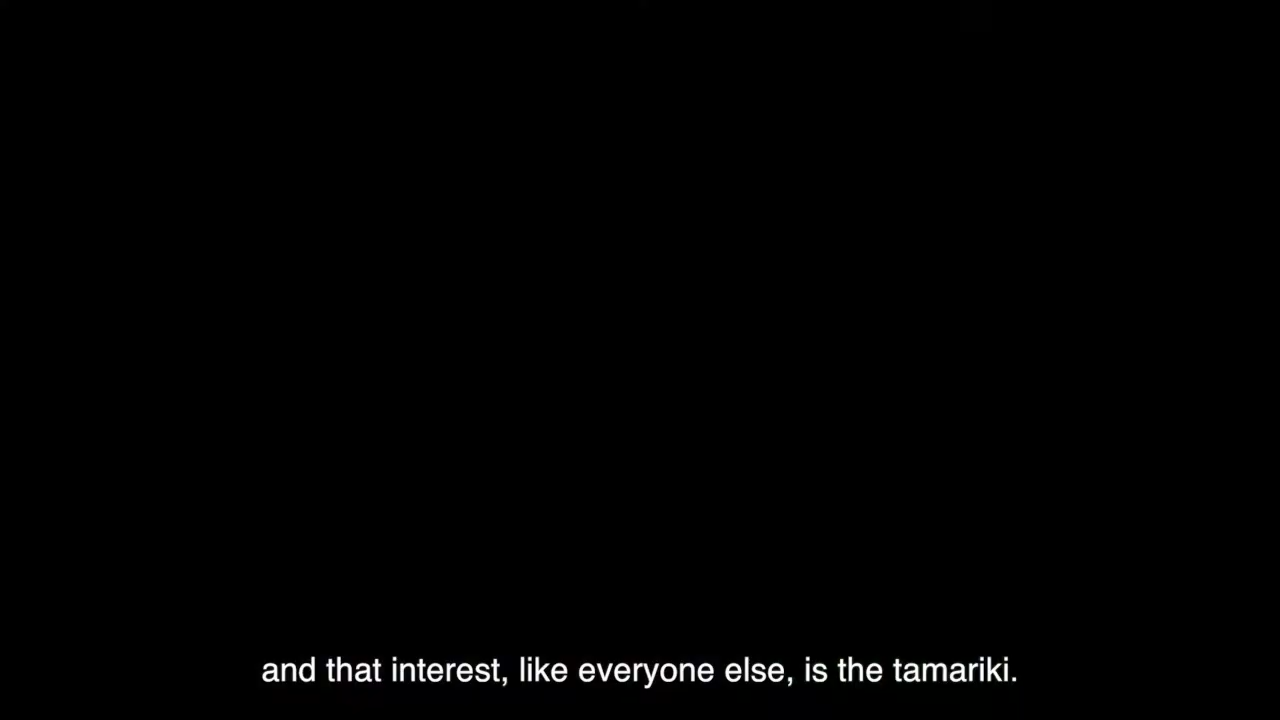 and that interest, like everyone else, is the tamariki.